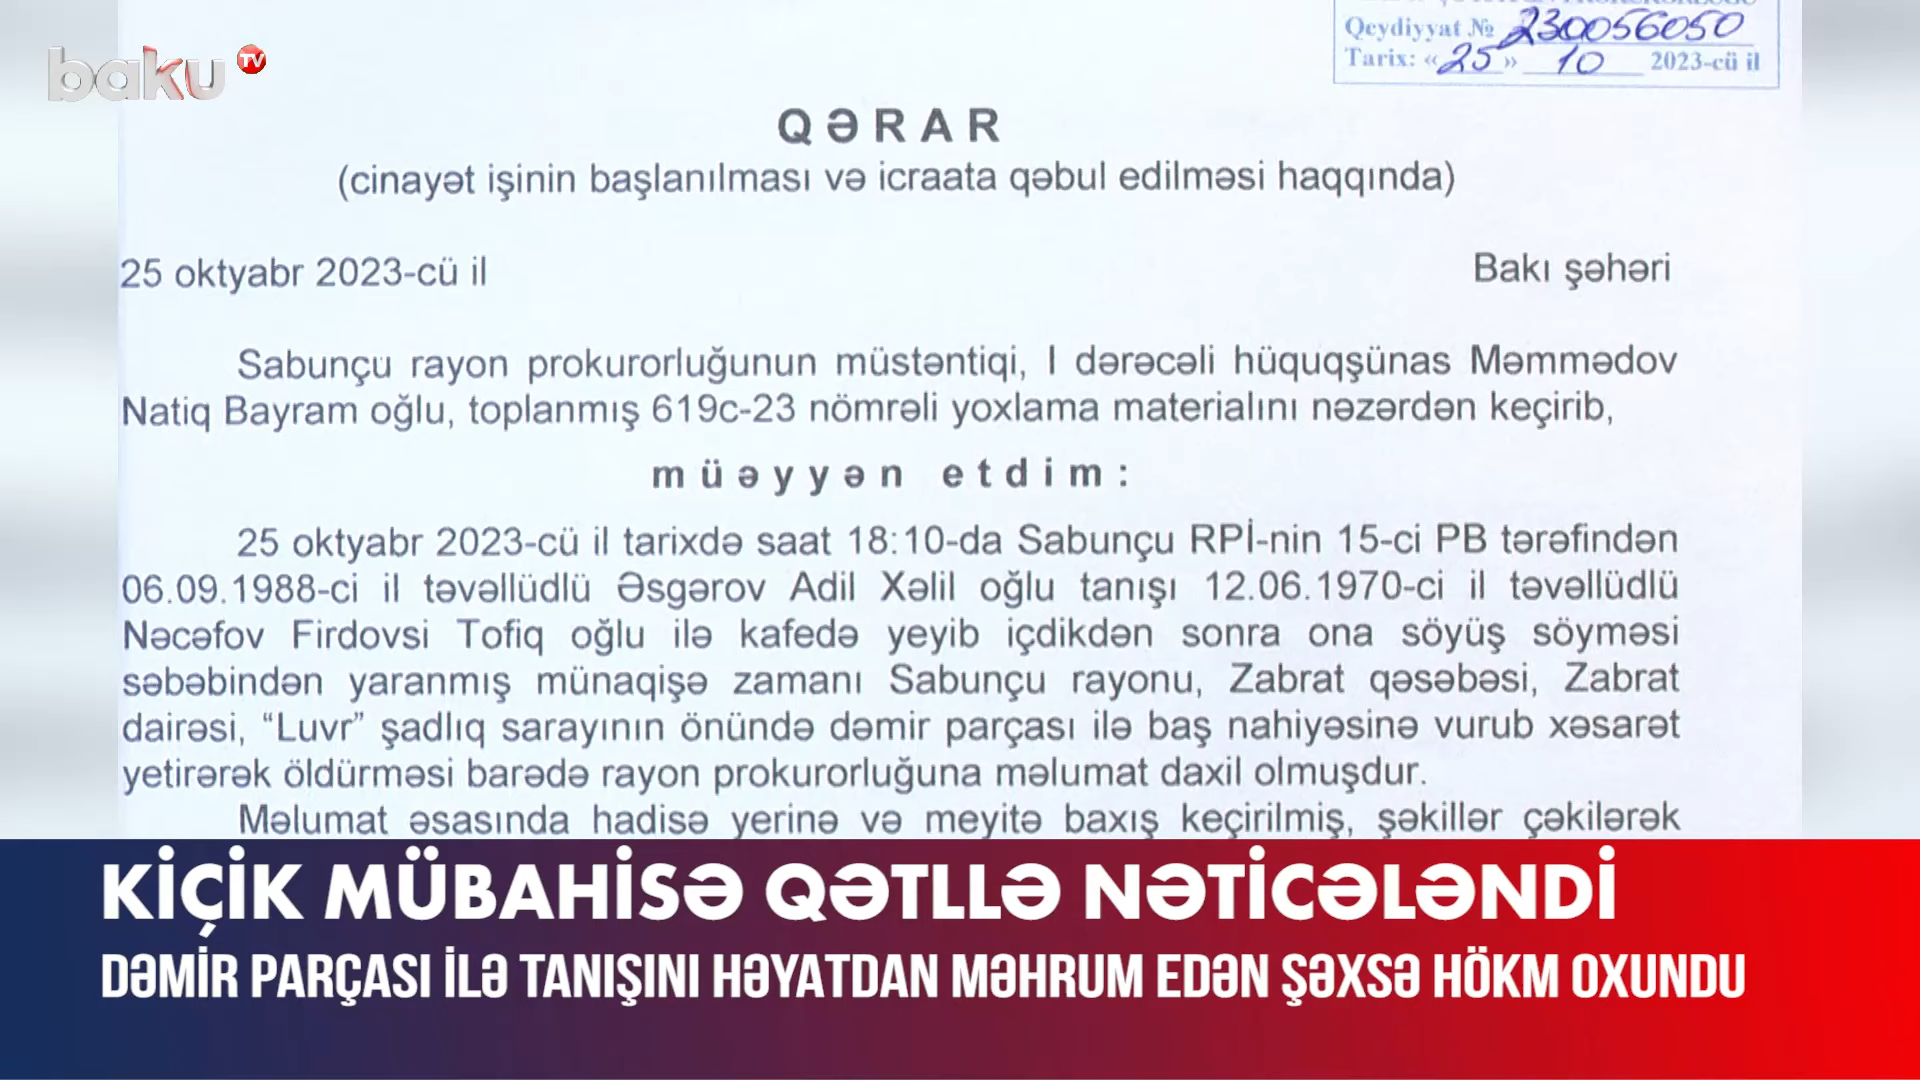 Qeydiyyat № 230056050
Tarix: «25» 10 2023-cü il
baku TV
QƏRAR
(cinayət işinin başlanılması və icraata qəbul edilməsi haqqında)
25 oktyabr 2023-cü il Bakı şəhəri
Sabunçu rayon prokurorluğunun müstəntiqi, I dərəcəli hüquqşünas Məmmədov
Natiq Bayram oğlu, toplanmış 619c-23 nömrəli yoxlama materialını nəzərdən keçirib,
müəyyən etdim:
25 oktyabr 2023-cü il tarixdə saat 18:10-da Sabunçu RPİ-nin 15-ci PB tərəfindən
06.09.1988-ci il təvəllüdlü Əsgərov Adil Xəlil oğlu tanışı 12.06.1970-ci il təvəllüdlü
Nəcəfov Firdovsi Tofiq oğlu ilə kafedə yeyib içdikdən sonra ona söyüş söyməsi
səbəbindən yaranmış münaqişə zamanı Sabunçu rayonu, Zabrat qəsəbəsi, Zabrat
dairəsi, “Luvr” şadlıq sarayının önündə dəmir parçası ilə baş nahiyəsinə vurub xəsarət
yetirərək öldürməsi barədə rayon prokurorluğuna məlumat daxil olmuşdur.
Məlumat əsasında hadisə yerinə və meyitə baxış keçirilmiş, şəkillər çəkilərək
KİÇİK MÜBAHİSƏ QƏTLLƏ NƏTİCƏLƏNDİ
DƏMİR PARÇASI İLƏ TANIŞINI HƏYATDAN MƏHRUM EDƏN ŞƏXSƏ HÖKM OXUNDU